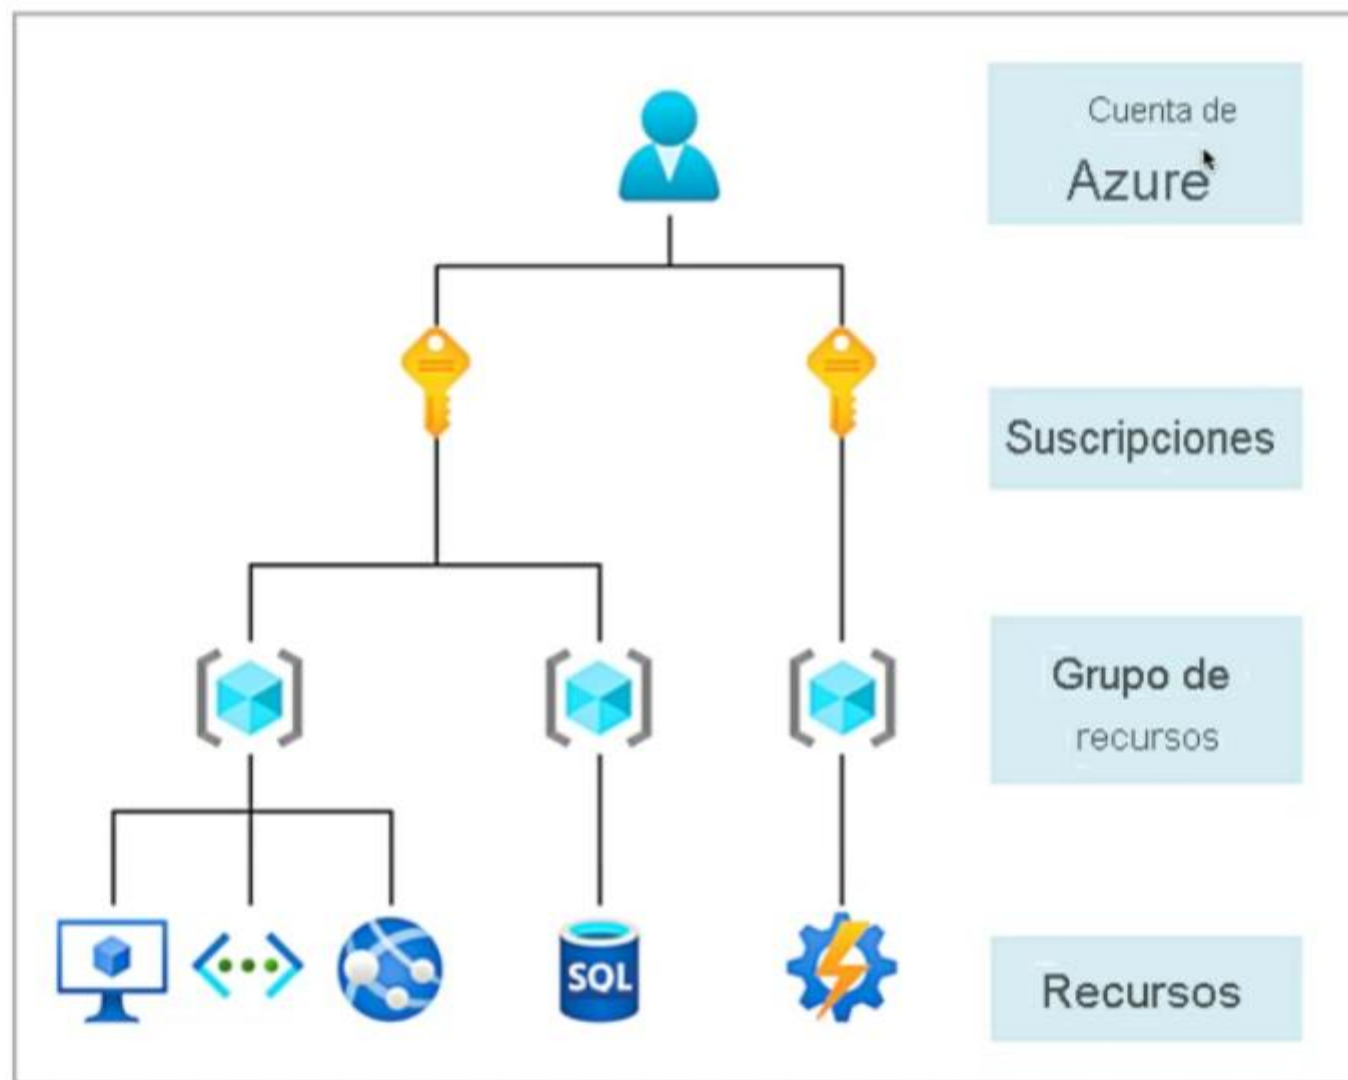 Cuenta de
Azure
Suscripciones
Grupo de
recursos
SQL
Recursos